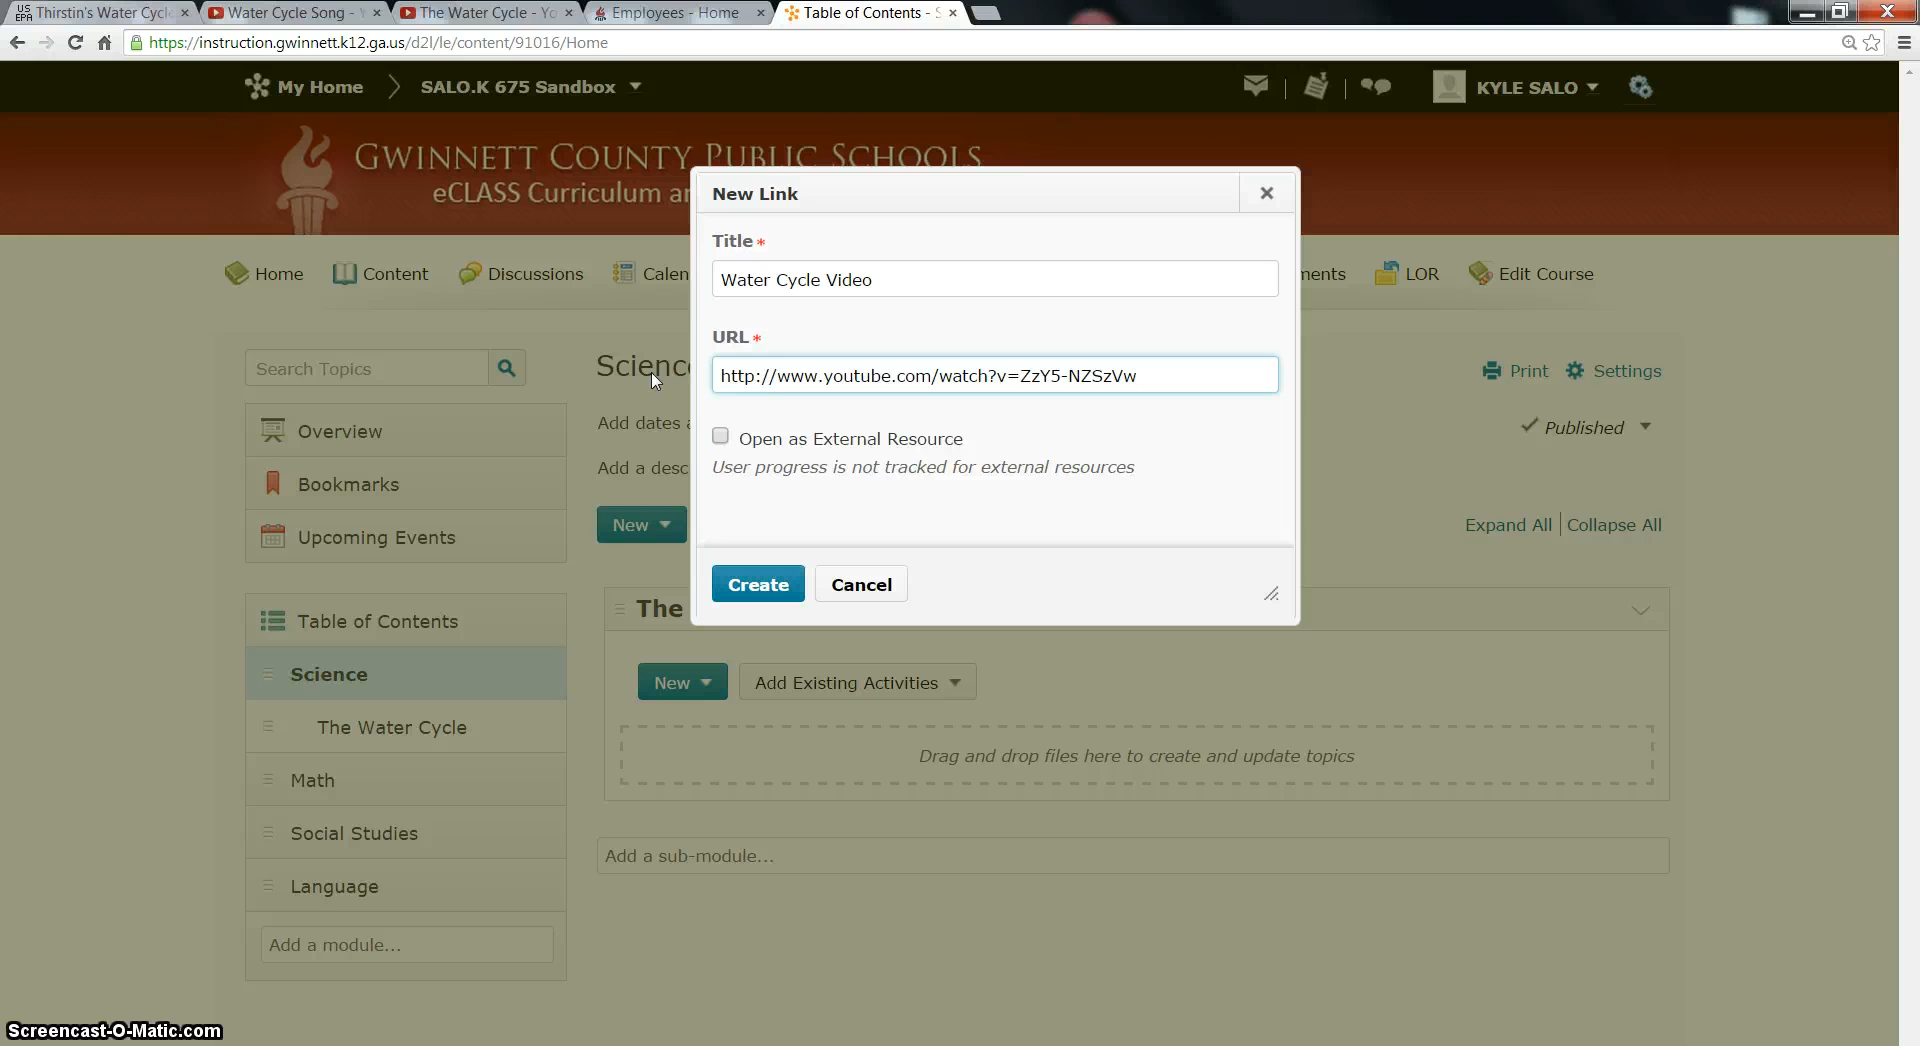 US EPA Thirstin's Water Cycle
Water Cycle Song -
The Water Cycle - Yo
Employees - Home
Table of Contents -
https://instruction.gwinnett.k12.ga.us/d2l/le/content/91016/Home
My Home
SALO.K 675 Sandbox
KYLE SALO
GWINNETT COUNTY PUBLIC SCHOOLS
eCLASS Curriculum an
Home
Content
Discussions
Calen
ments
LOR
Edit Course
New Link
Title *
Water Cycle Video
URL *
http://www.youtube.com/watch?v=ZzY5-NZSzVw
Open as External Resource
User progress is not tracked for external resources
Create
Cancel
Search Topics
Overview
Bookmarks
Upcoming Events
Table of Contents
Science
The Water Cycle
Math
Social Studies
Language
Add a module...
Science
Print
Settings
Add dates a
Published
Add a desc
New
Expand All
Collapse All
The
New
Add Existing Activities
Drag and drop files here to create and update topics
Add a sub-module...
Screencast-O-Matic.com